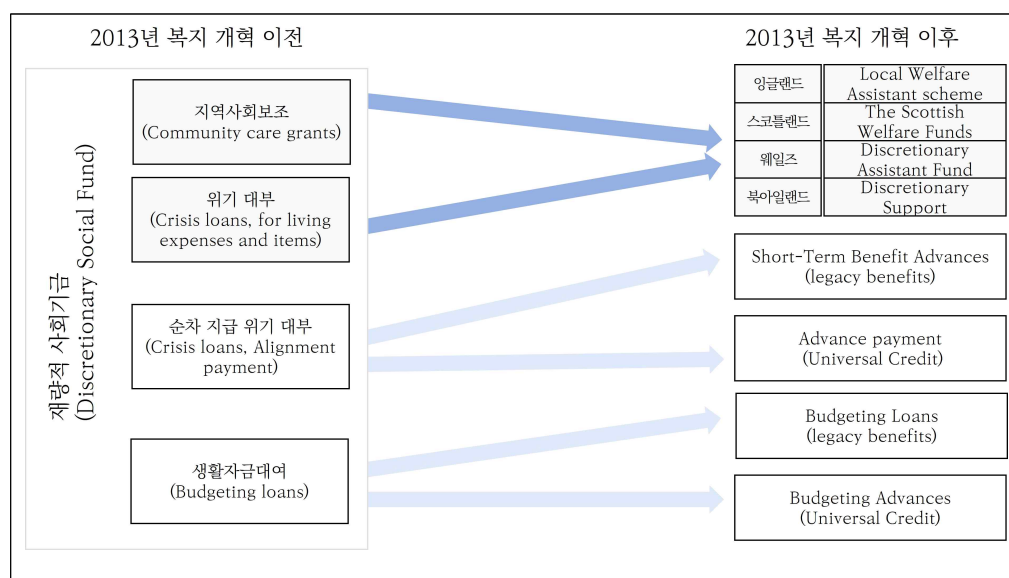 2013년 복지 개혁 이전
재량적 사회기금
(Discretionary Social Fund)
지역사회보조
(Community care grants)
위기 대부
(Crisis loans, for living
expenses and items)
순차 지급 위기 대부
(Crisis loans, Alignment
payment)
생활자금대여
(Budgeting loans)
2013년 복지 개혁 이후
잉글랜드
Local Welfare
Assistant scheme
스코틀랜드
The Scottish
Welfare Funds
웨일즈
Discretionary
Assistant Fund
북아일랜드
Discretionary
Support
Short-Term Benefit Advances
(legacy benefits)
Advance payment
(Universal Credit)
Budgeting Loans
(legacy benefits)
Budgeting Advances
(Universal Credit)